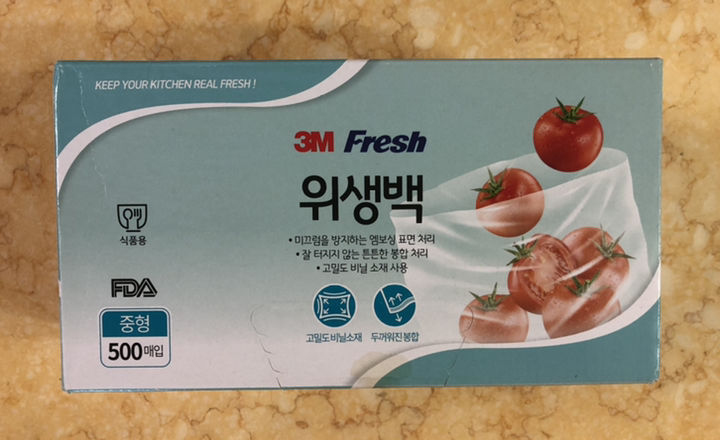 KEEP YOUR KITCHEN REAL FRESH !
3M Fresh
위생백
• 미끄럼을 방지하는 엠보싱 표면 처리
• 잘 터지지 않는 튼튼한 봉합 처리
• 고밀도 비닐 소재 사용
식품용
FDA
중형
500매입
고밀도 비닐소재
두꺼워진 봉합